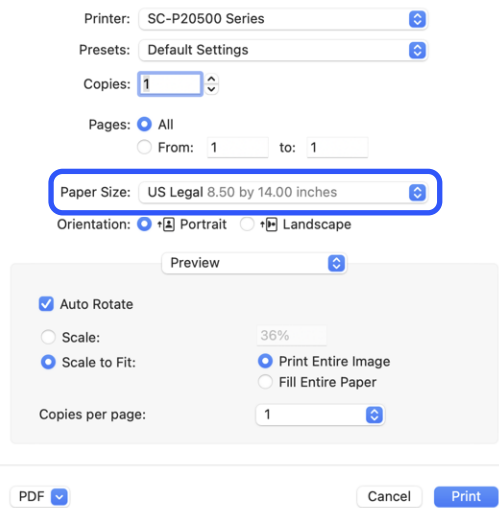 Printer: SC-P20500 Series
Presets: Default Settings
Copies: 1
Pages: All
From: 1 to: 1
Paper Size: US Legal 8.50 by 14.00 inches
Orientation: Portrait Landscape
Preview
Auto Rotate
Scale: 36%
Scale to Fit: Print Entire Image
Fill Entire Paper
Copies per page: 1
PDF Cancel Print